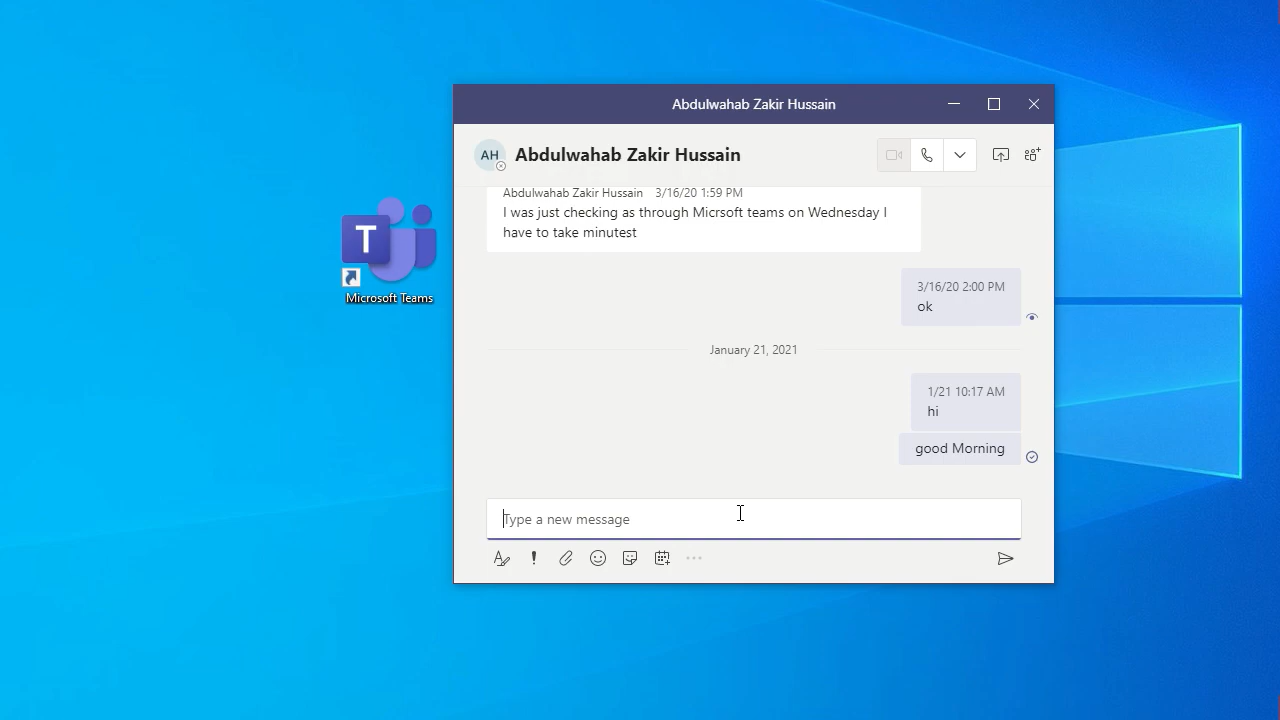 Abdulwahab Zakir Hussain
AH
Abdulwahab Zakir Hussain
Abdulwahab Zakir Hussain 3/16/20 1:59 PM
I was just checking as through Micrsoft teams on Wednesday I
have to take minutest
3/16/20 2:00 PM
ok
January 21, 2021
1/21 10:17 AM
hi
good Morning
Type a new message
T
Microsoft Teams